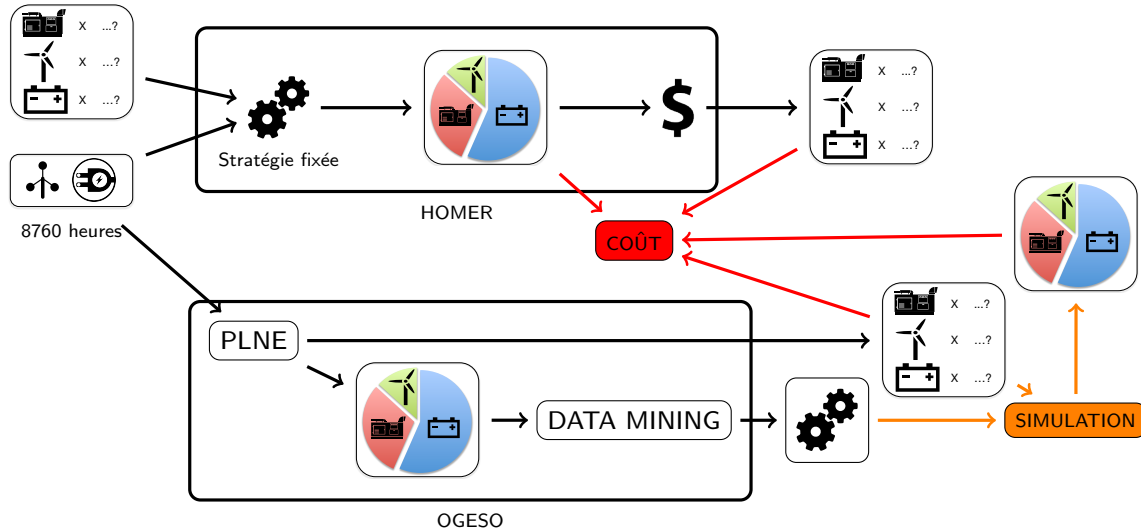 X ...?
X ...?
X ...?
8760 heures
Stratégie fixée
$
HOMER
X ...?
X ...?
X ...?
COÛT
PLNE
DATA MINING
OGESO
X ...?
X ...?
X ...?
SIMULATION